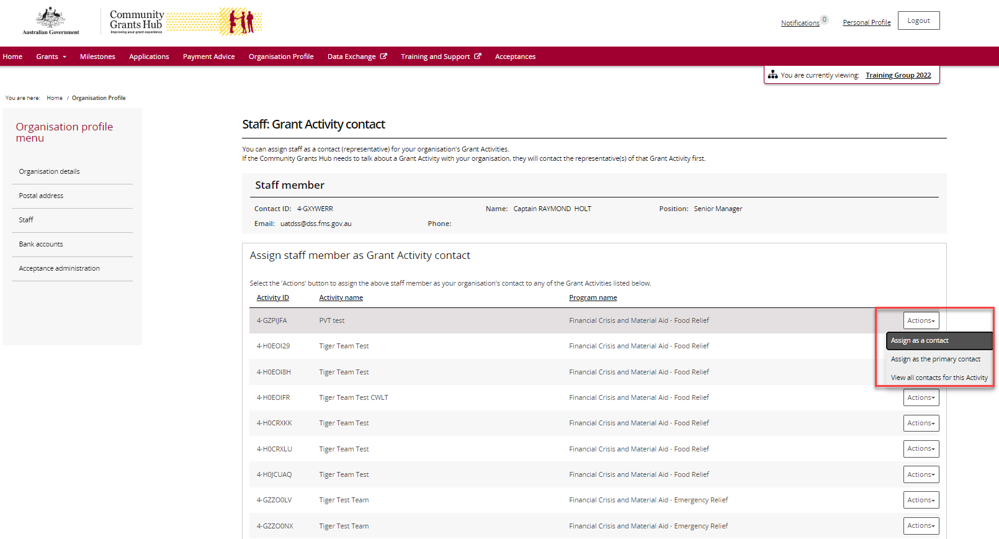 Australian Government
Community
Grants Hub
Improving your grant experience
Notifications 0
Personal Profile
Logout
Home
Grants
Milestones
Applications
Payment Advice
Organisation Profile
Data Exchange
Training and Support
Acceptances
You are currently viewing: Training Group 2022
You are here: Home / Organisation Profile
Organisation profile
menu
Organisation details
Postal address
Staff
Bank accounts
Acceptance administration
Staff: Grant Activity contact
You can assign staff as a contact (representative) for your organisation's Grant Activities.
If the Community Grants Hub needs to talk about a Grant Activity with your organisation, they will contact the representative(s) of that Grant Activity first.
Staff member
Contact ID: 4-GXYWERR Name: Captain RAYMOND HOLT Position: Senior Manager
Email: uatdss@dss.fms.gov.au Phone:
Assign staff member as Grant Activity contact
Select the 'Actions' button to assign the above staff member as your organisation's contact to any of the Grant Activities listed below.
Activity ID Activity name Program name
4-GZPIJFA PVT test Financial Crisis and Material Aid - Food Relief Actions
Assign as a contact
Assign as the primary contact
View all contacts for this Activity
4-H0EOI29 Tiger Team Test Financial Crisis and Material Aid - Food Relief
4-H0EOI8H Tiger Team Test Financial Crisis and Material Aid - Food Relief
4-H0EOIFR Tiger Team Test CWLT Financial Crisis and Material Aid - Food Relief Actions
4-H0CRXKK Tiger Team Test Financial Crisis and Material Aid - Food Relief Actions
4-H0CRXLU Tiger Team Test Financial Crisis and Material Aid - Food Relief Actions
4-H0JCUAQ Tiger Team Test Financial Crisis and Material Aid - Food Relief Actions
4-GZZO0LV Tiger Test Team Financial Crisis and Material Aid - Emergency Relief Actions
4-GZZO0NX Tiger Test Team Financial Crisis and Material Aid - Emergency Relief Actions